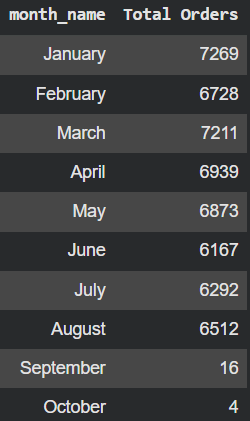 month_name Total Orders
January 7269
February 6728
March 7211
April 6939
May 6873
June 6167
July 6292
August 6512
September 16
October 4